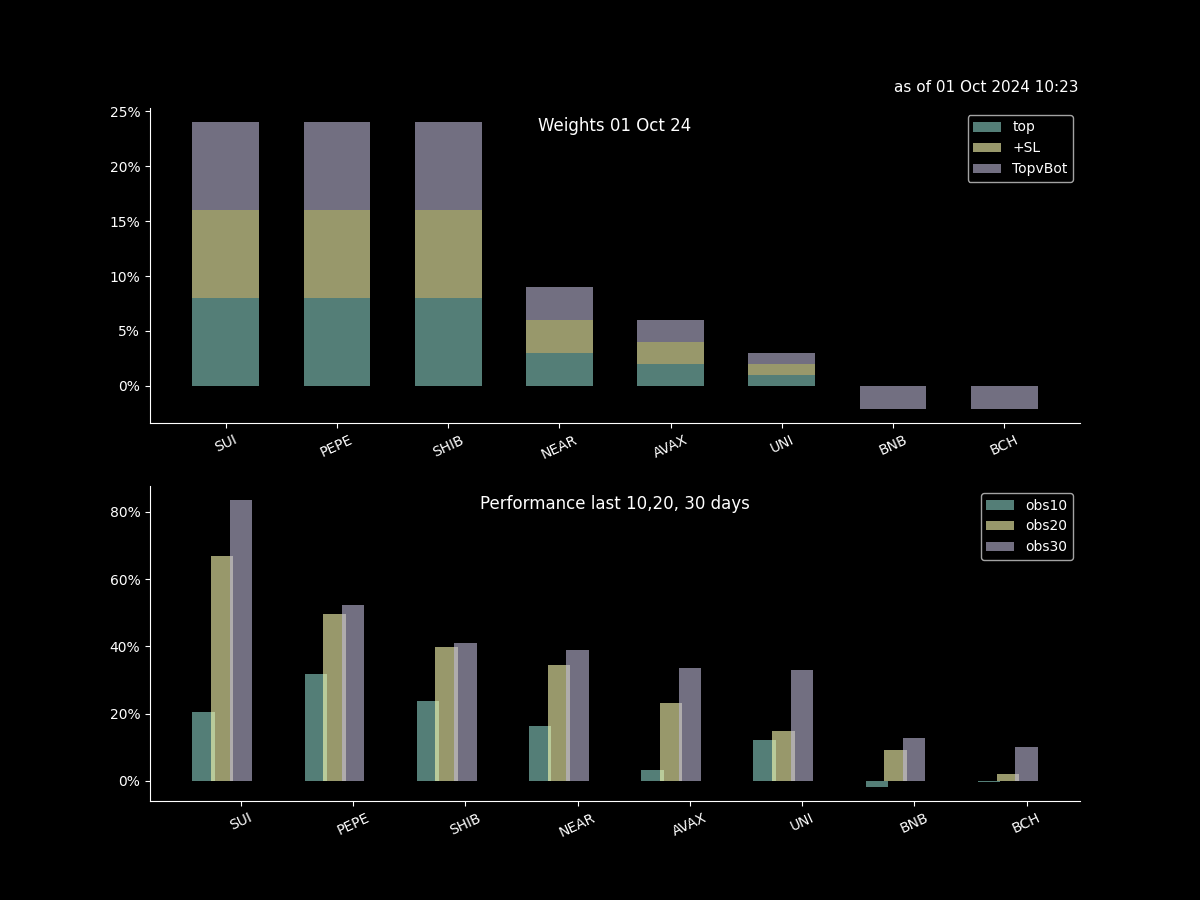 as of 01 Oct 2024 10:23
Weights 01 Oct 24
top
+SL
TopvBot
25%
20%
15%
10%
5%
0%
SUI
PEPE
SHIB
NEAR
AVAX
UNI
BNB
BCH
Performance last 10,20, 30 days
obs10
obs20
obs30
80%
60%
40%
20%
0%
SUI
PEPE
SHIB
NEAR
AVAX
UNI
BNB
BCH